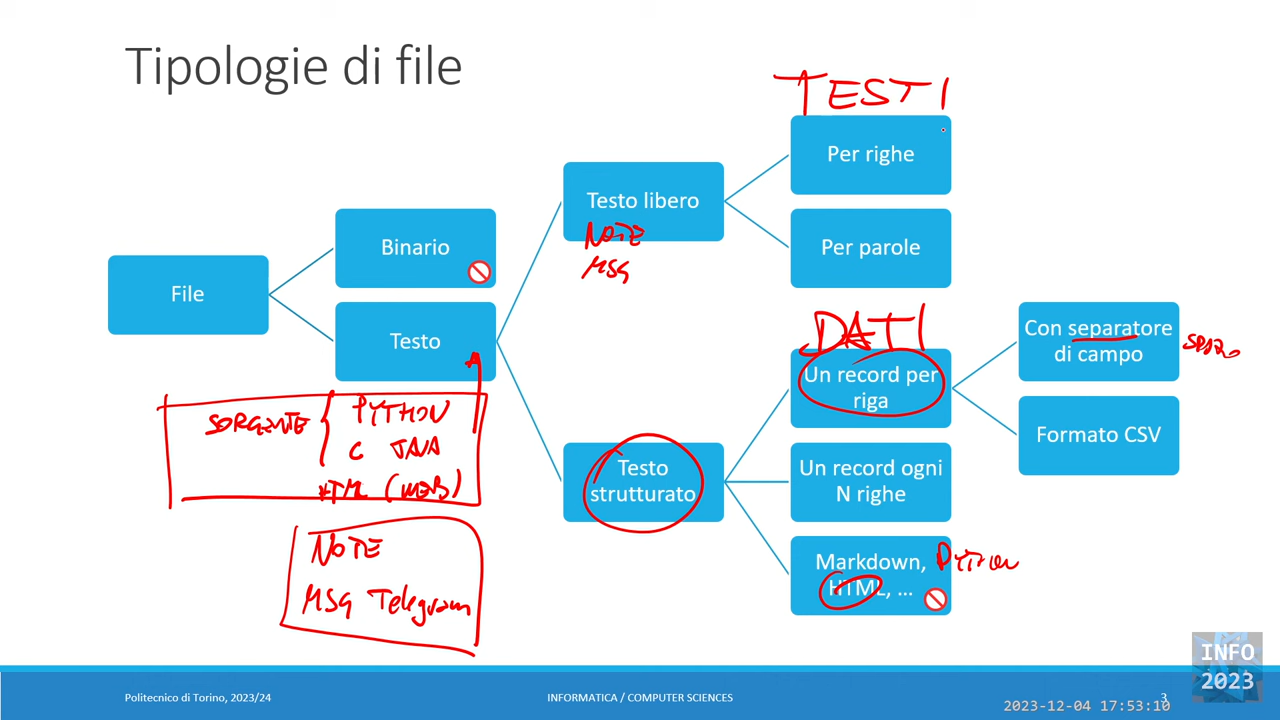 Tipologie di file
TESTI
Per righe
Testo libero
NOTE
MSG
Binario
Per parole
File
Testo
DATI
Con separatore
di campo
SPAZIO
Un record per
riga
SORGENTE
PYTHON
C JAVA
HTML (WEB)
Formato CSV
Testo
strutturato
Un record ogni
N righe
NOTE
MSG Telegram
Markdown,
HTML, ...
PYTHON
INFO
2023
Politecnico di Torino, 2023/24
INFORMATICA / COMPUTER SCIENCES
3
2023-12-04 17:53:10